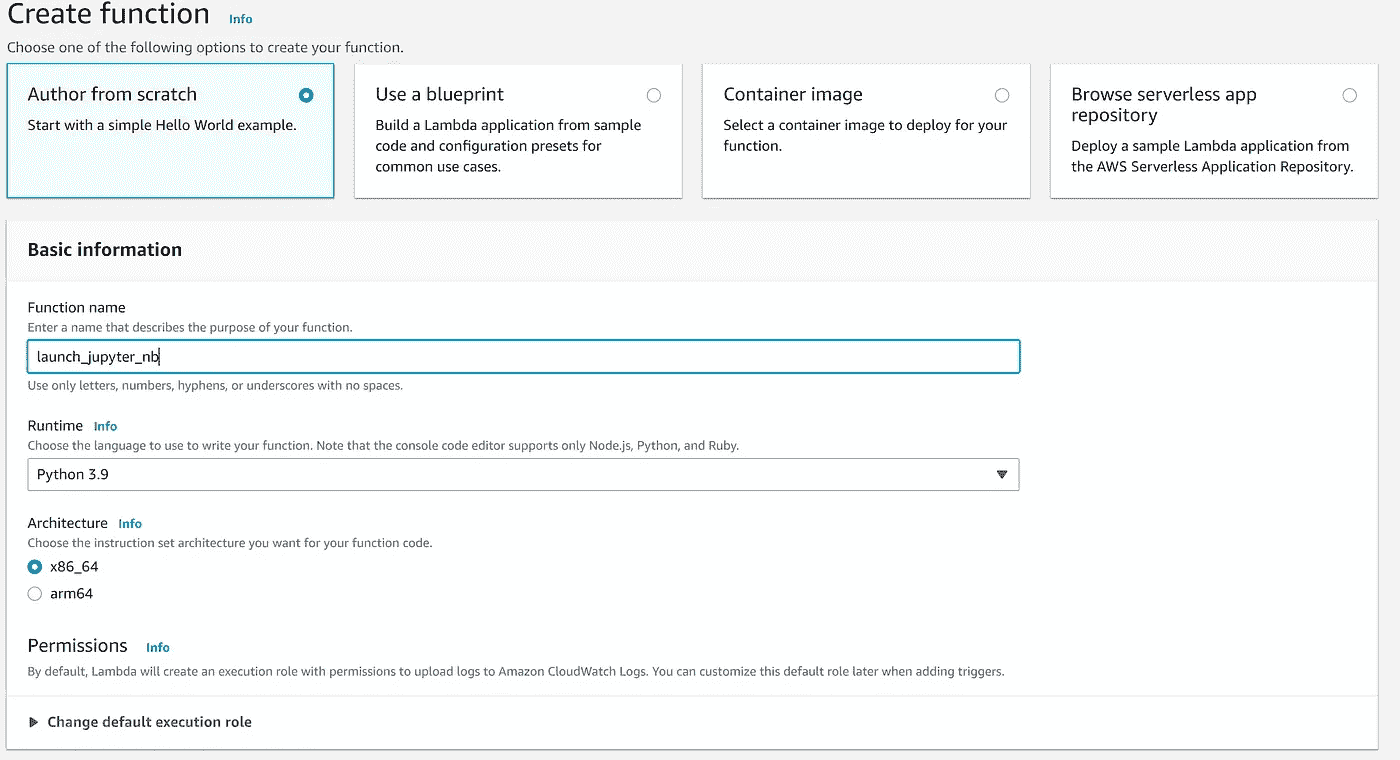 Create function Info
Choose one of the following options to create your function.
Author from scratch
Start with a simple Hello World example.
Use a blueprint
Build a Lambda application from sample
code and configuration presets for
common use cases.
Container image
Select a container image to deploy for your
function.
Browse serverless app
repository
Deploy a sample Lambda application from
the AWS Serverless Application Repository.
Basic information
Function name
Enter a name that describes the purpose of your function.
launch_jupyter_nb
Use only letters, numbers, hyphens, or underscores with no spaces.
Runtime Info
Choose the language to use to write your function. Note that the console code editor supports only Node.js, Python, and Ruby.
Python 3.9
Architecture Info
Choose the instruction set architecture you want for your function code.
x86_64
arm64
Permissions Info
By default, Lambda will create an execution role with permissions to upload logs to Amazon CloudWatch Logs. You can customize this default role later when adding triggers.
Change default execution role